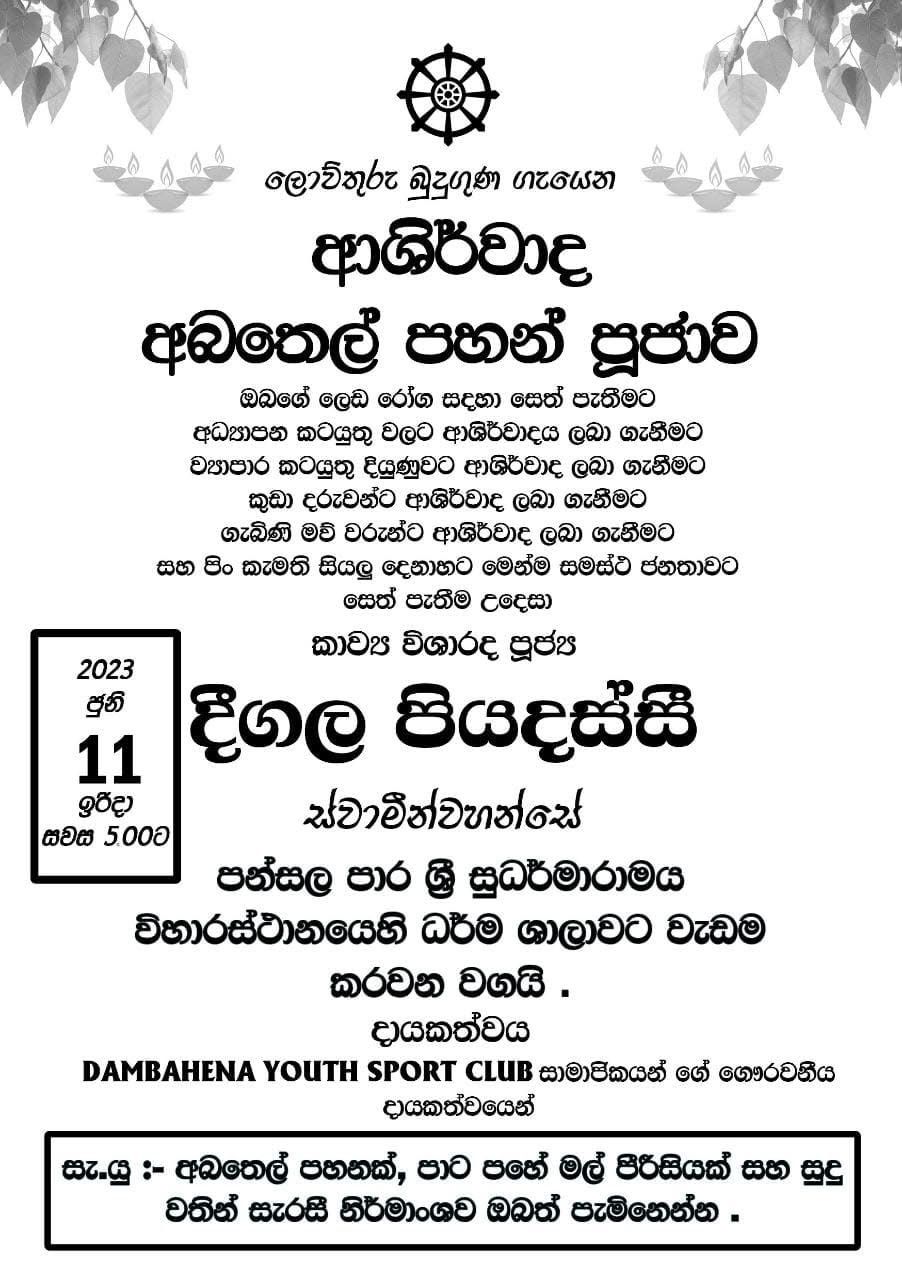 ලොව්තුරු බුදුගුණ ගැයෙන
ආශිර්වාද
අබතෙල් පහන් පූජාව
ඔබගේ ලෙඩ රෝග සදහා සෙත් පැතීමට
අධ්‍යාපන කටයුතු වලට ආශිර්වාදය ලබා ගැනීමට
ව්‍යාපාර කටයුතු දියුණුවට ආශිර්වාද ලබා ගැනීමට
කුඩා දරුවන්ට ආශිර්වාද ලබා ගැනීමට
ගැබිණි මව් වරුන්ට ආශිර්වාද ලබා ගැනීමට
සහ පිං කැමති සියලු දෙනාහට මෙන්ම සමස්ථ ජනතාවට
සෙත් පැතීම උදෙසා
කාව්‍ය විශාරද පූජ්‍ය
දීගල පියදස්සී
ස්වාමීන්වහන්සේ
2023
ජුනි
11
ඉරිදා
සවස 5.00ට
පන්සල පාර ශ්‍රී සුධර්මාරාමය
විහාරස්ථානයෙහි ධර්ම ශාලාවට වැඩම
කරවන වගයි .
දායකත්වය
DAMBAHENA YOUTH SPORT CLUB සාමාජිකයන් ගේ ගෞරවනීය
දායකත්වයෙන්
සැ.යු :- අබතෙල් පහනක්, පාට පහේ මල් පිරිසියක් සහ සුදු
වතින් සැරසී නිර්මාංශව ඔබත් පැමිනෙන්න .